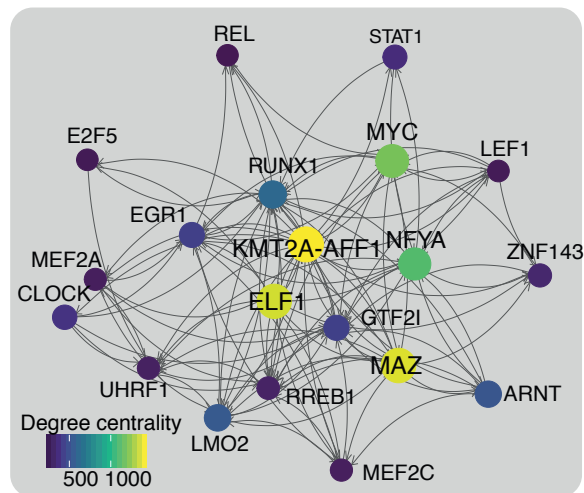 REL
STAT1
MYC
E2F5
LEF1
RUNX1
EGR1
KMT2A-AFF1
NFYA
ZNF143
MEF2A
CLOCK
ELF1
GTF2I
MAZ
UHRF1
RREB1
ARNT
Degree centrality
LMO2
MEF2C
500 1000